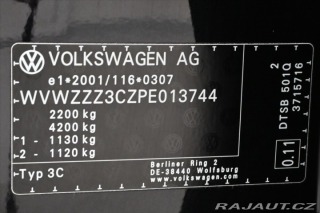 VOLKSWAGEN AG
e1*2001/116*0307
WVWZZZ3CZPE013744
2200 kg
4200 kg
1 - 1130 kg
2 - 1120 kg
Typ 3C
Berliner Ring 2
DE-38440 Wolfsburg
www.volkswagen.com
DTSB 501Q 2
3715716
0.11
RAJAUT.CZ